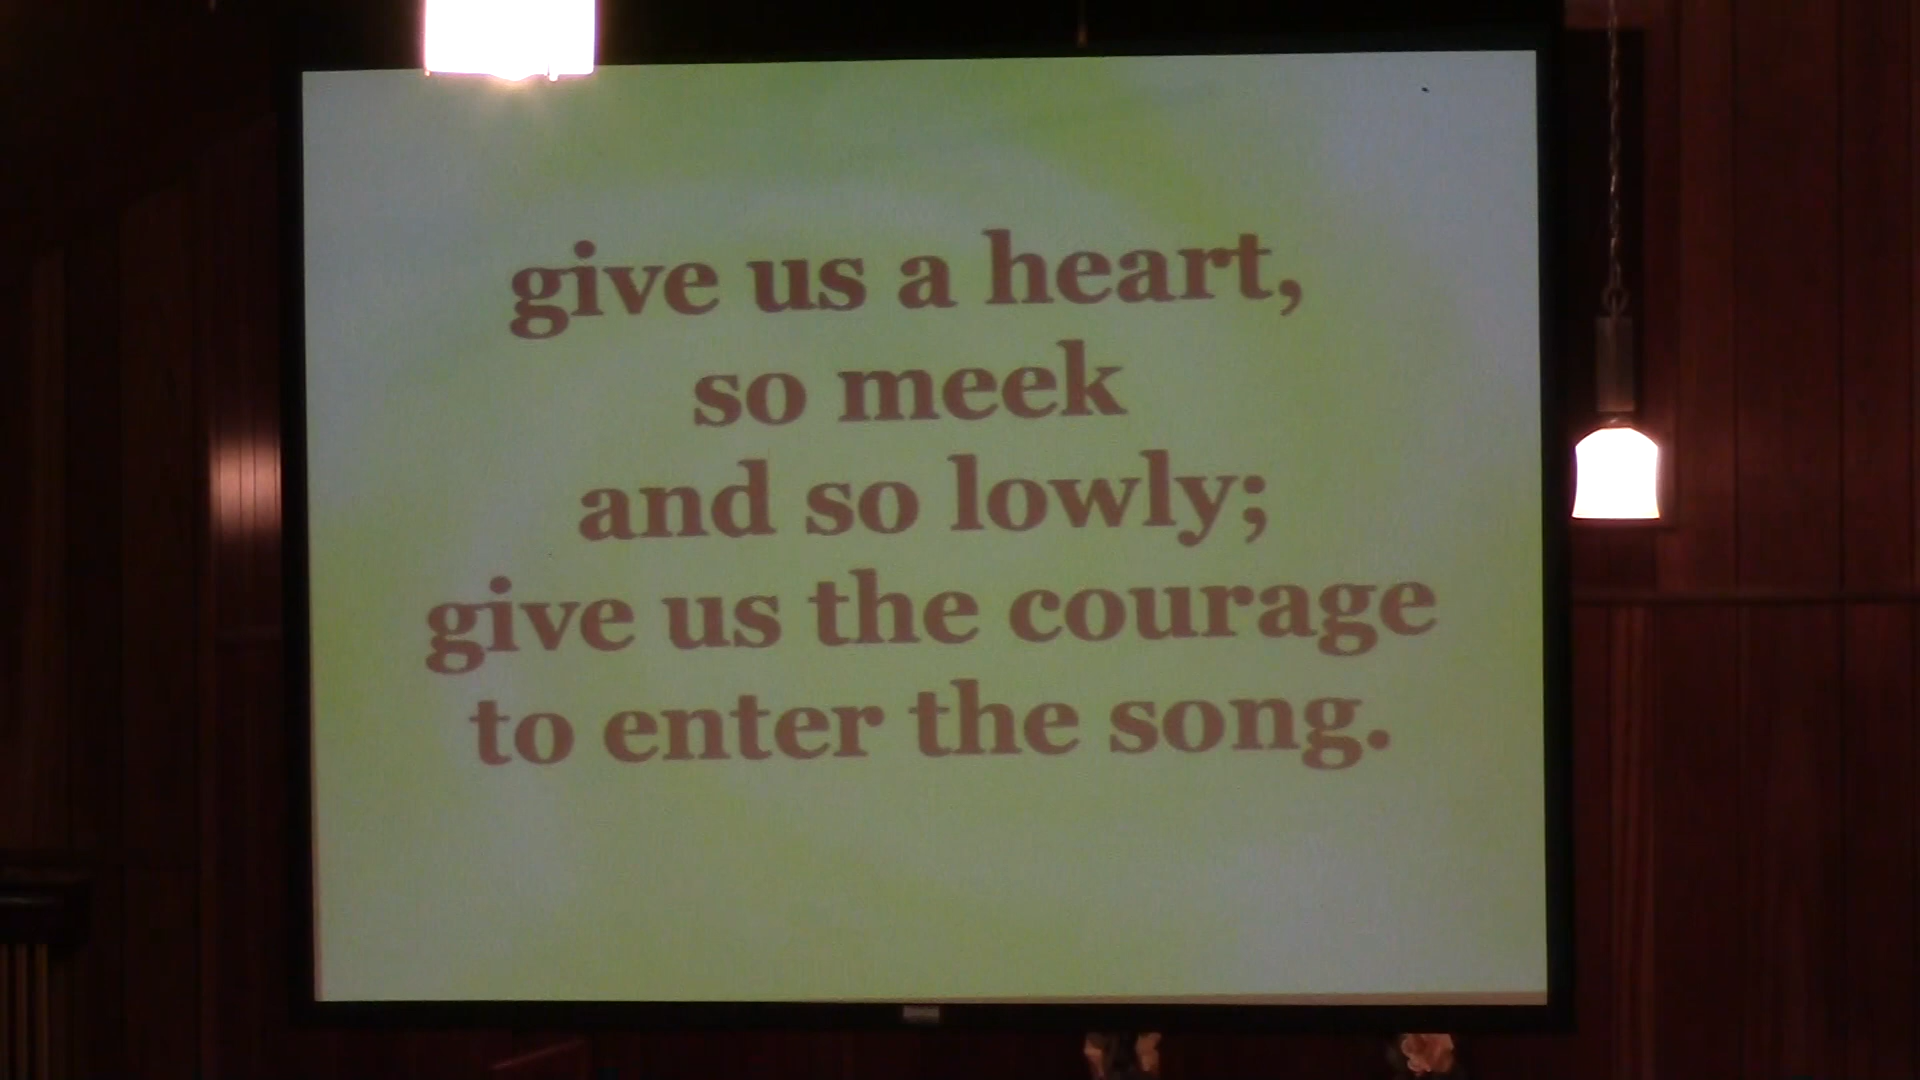 give us a heart,
so meek
and so lowly;
give us the courage
to enter the song.